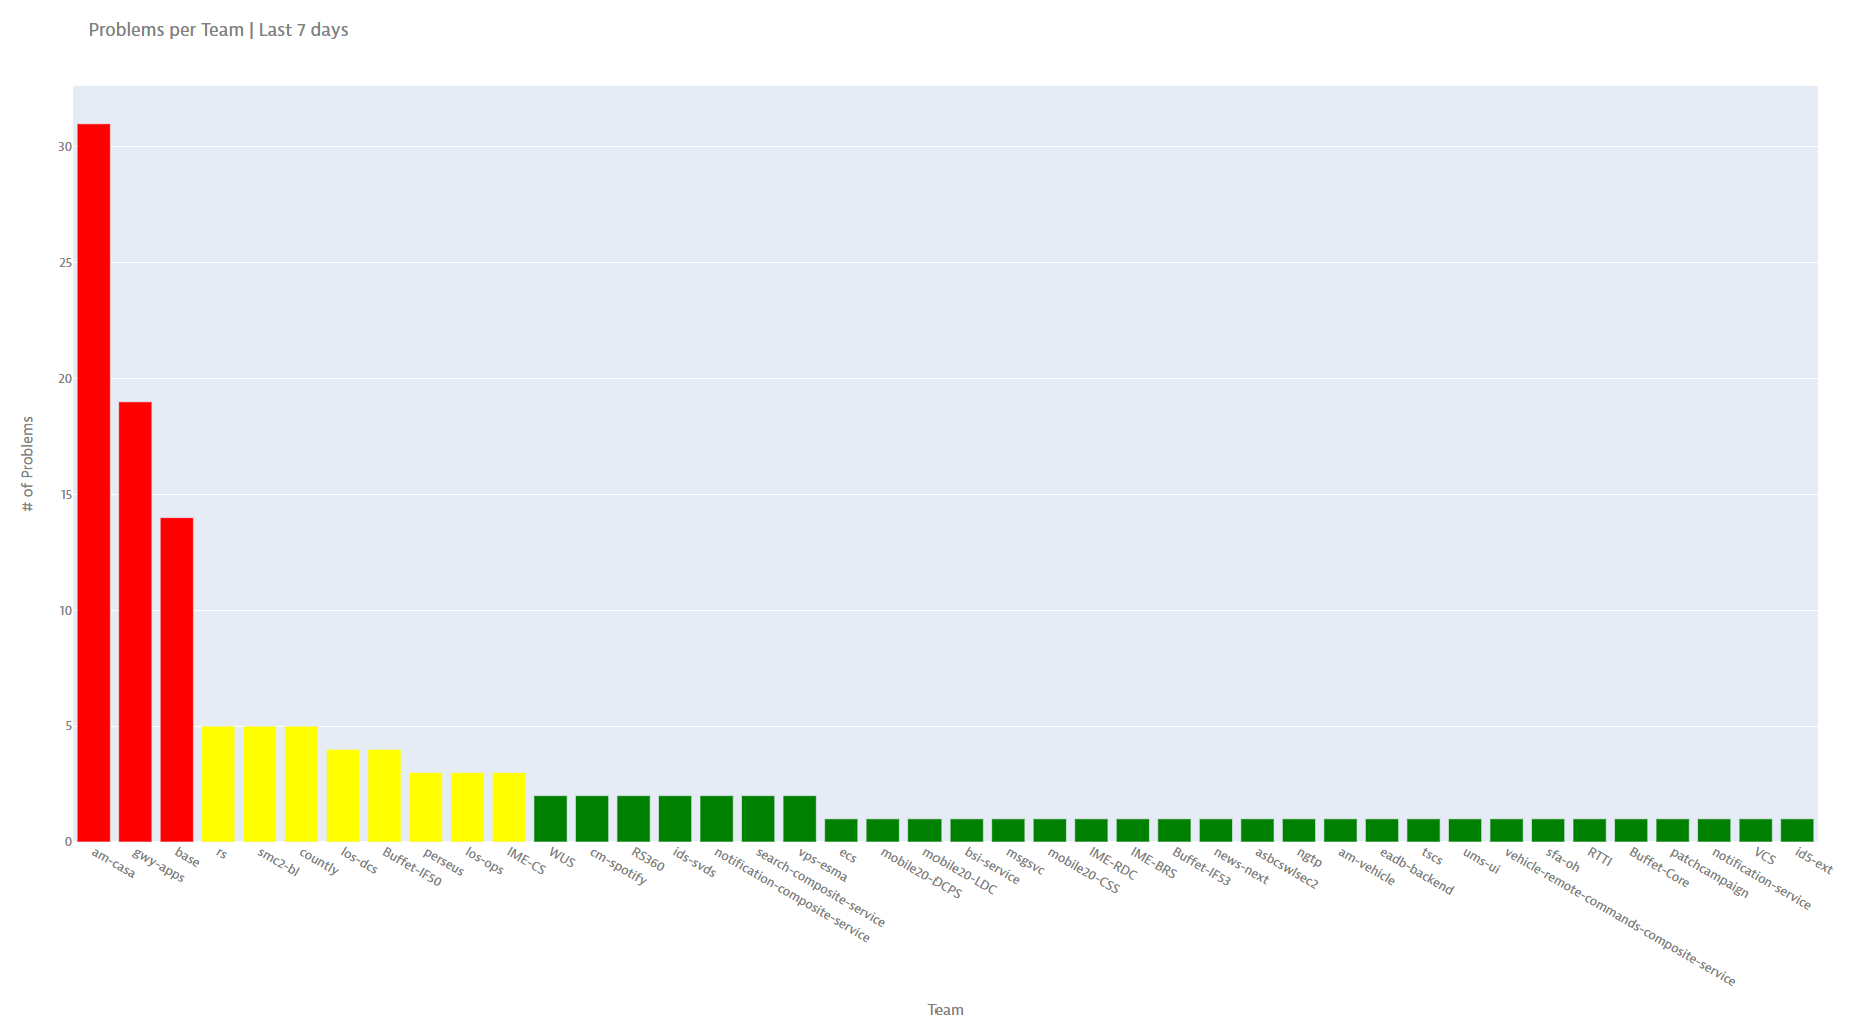 Problems per Team | Last 7 days
# of Problems
30
25
20
15
10
5
0
am-casa
gwy-apps
base
rs
smc2-bl
countly
los-dcs
Buffet-IF50
perseus
los-ops
IME-CS
WUS
cm-spotify
RS360
ids-svds
notification-composite-service
search-composite-service
vps-esma
ecs
mobile20-DCPS
mobile20-LDC
bsi-service
msgsvc
mobile20-CSS
IME-RDC
IME-BRS
Buffet-IF53
news-next
asbcswlsec2
ngtp
am-vehicle
eadb-backend
tscs
ums-ui
vehicle-remote-commands-composite-service
sfa-oh
RTTI
Buffet-Core
patchcampaign
notification-service
VCS
ids-ext
Team